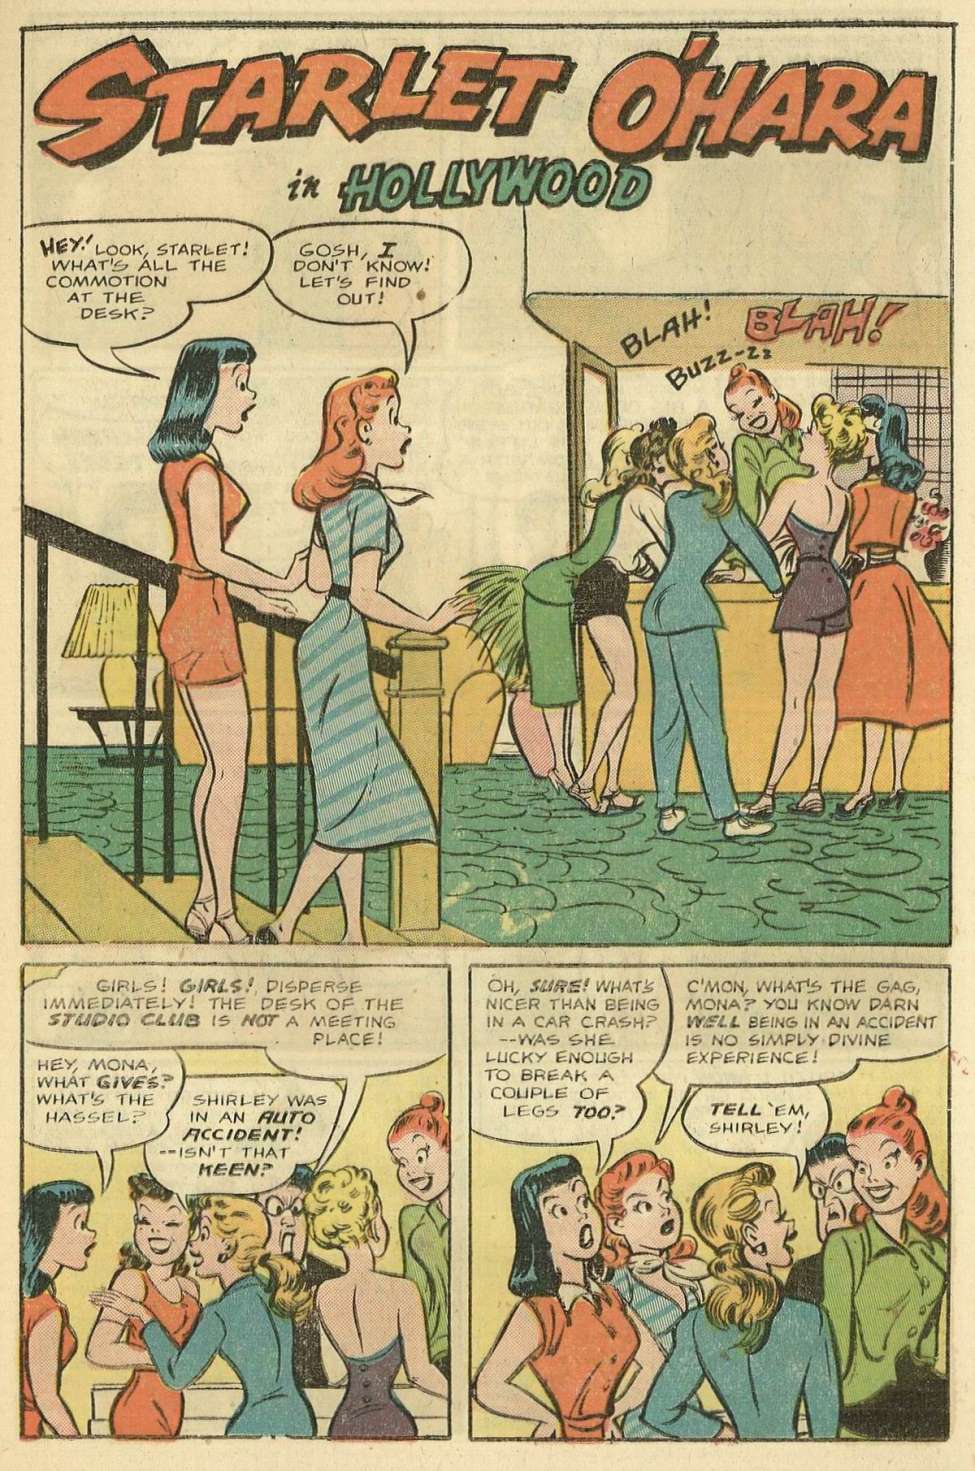 STARLET O'HARA
in HOLLYWOOD
HEY! LOOK, STARLET!
WHAT'S ALL THE
COMMOTION
AT THE
DESK?
GOSH, I
DON'T KNOW!
LET'S FIND
OUT!
BLAH!
BLAH!
BUZZ-ZZ
GIRLS! GIRLS! DISPERSE
IMMEDIATELY! THE DESK OF THE
STUDIO CLUB IS NOT A MEETING
PLACE!
HEY, MONA,
WHAT GIVES?
WHAT'S THE
HASSEL?
SHIRLEY WAS
IN AN AUTO
ACCIDENT!
--ISN'T THAT
KEEN?
OH, SURE! WHAT'S
NICER THAN BEING
IN A CAR CRASH?
--WAS SHE
LUCKY ENOUGH
TO BREAK A
COUPLE OF
LEGS TOO?
C'MON, WHAT'S THE GAG,
MONA? YOU KNOW DARN
WELL BEING IN AN ACCIDENT
IS NO SIMPLY DIVINE
EXPERIENCE!
TELL 'EM,
SHIRLEY!